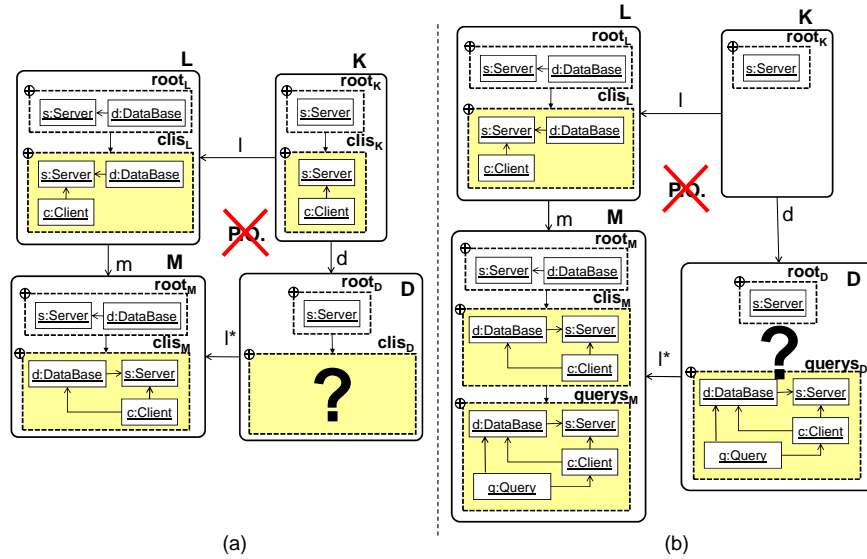 L
root_L
s:Server
d:DataBase
clis_L
s:Server
d:DataBase
c:Client
K
root_K
s:Server
clis_K
s:Server
c:Client
l
P.O.
m
d
M
root_M
s:Server
d:DataBase
clis_M
d:DataBase
s:Server
c:Client
l*
D
root_D
s:Server
clis_D
?
(a)
L
root_L
s:Server
d:DataBase
clis_L
s:Server
d:DataBase
c:Client
K
root_K
s:Server
l
P.O.
m
d
M
root_M
s:Server
d:DataBase
clis_M
d:DataBase
s:Server
c:Client
querys_M
d:DataBase
s:Server
c:Client
q:Query
l*
D
root_D
s:Server
?
querys_D
d:DataBase
s:Server
c:Client
q:Query
(b)